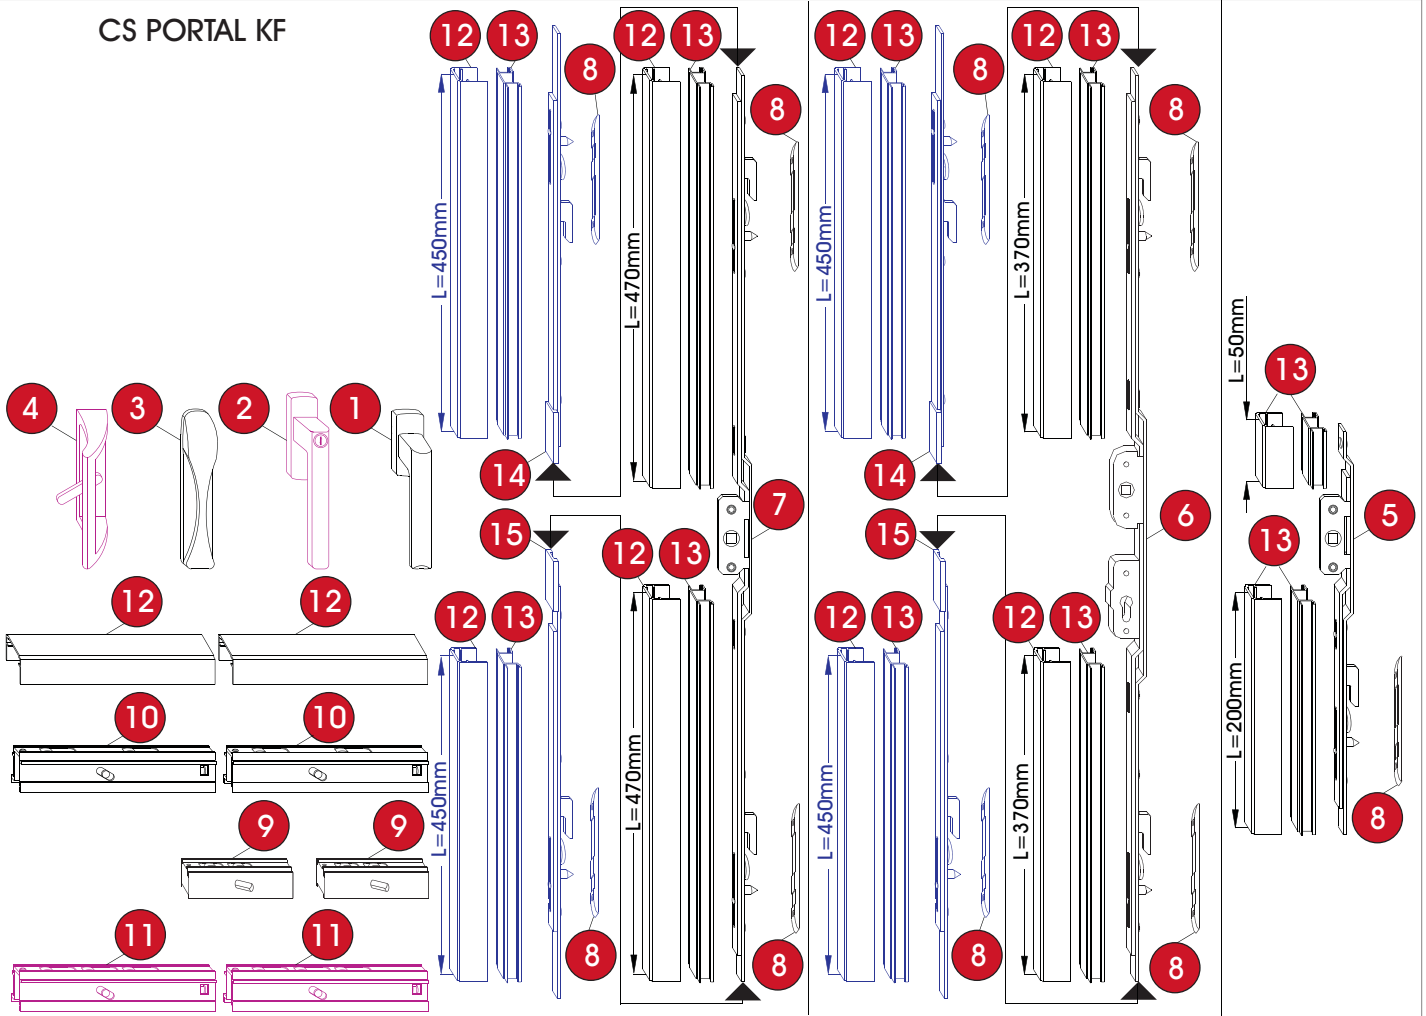 CS PORTAL KF
12 13 12 13 12 13 12 13
8 8 8 8
L=450mm L=470mm L=450mm L=370mm
L=50mm
13
4 3 2 1
14 14
7 6 5
15 15
12 13 13
12 12
12 13 12 13 12 13
L=200mm
10 10
L=450mm L=470mm L=450mm L=370mm
9 9 8
11 11
8 8 8 8